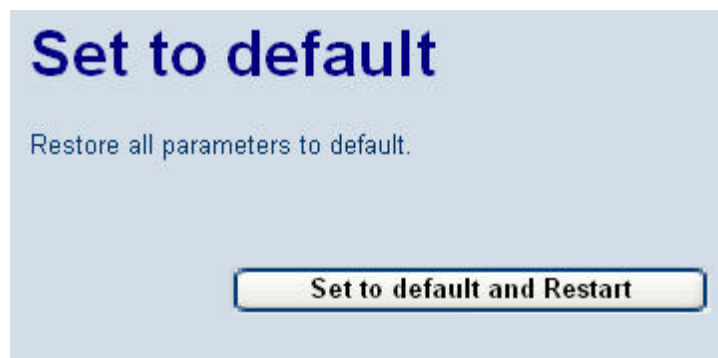 Set to default
Restore all parameters to default.
Set to default and Restart